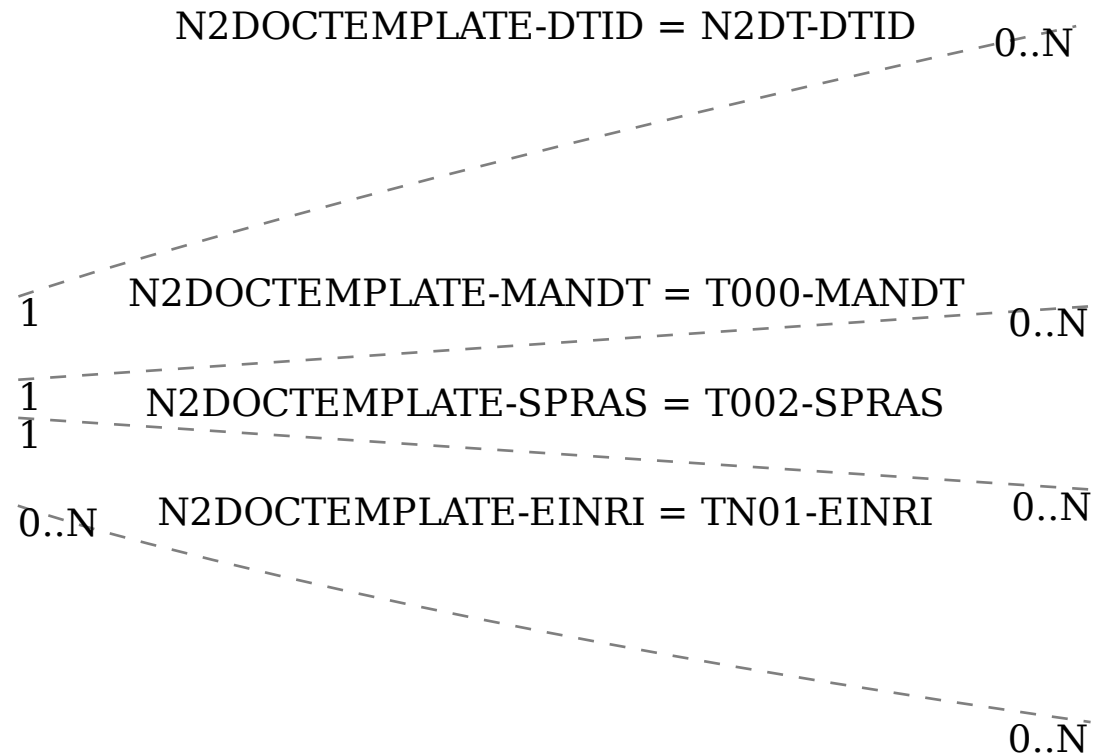 N2DOCTEMPLATE-DTID = N2DT-DTID
0..N
N2DOCTEMPLATE-MANDT = T000-MANDT
1
0..N
1
N2DOCTEMPLATE-SPRAS = T002-SPRAS
1
0..N
N2DOCTEMPLATE-EINRI = TN01-EINRI
0..N
0..N